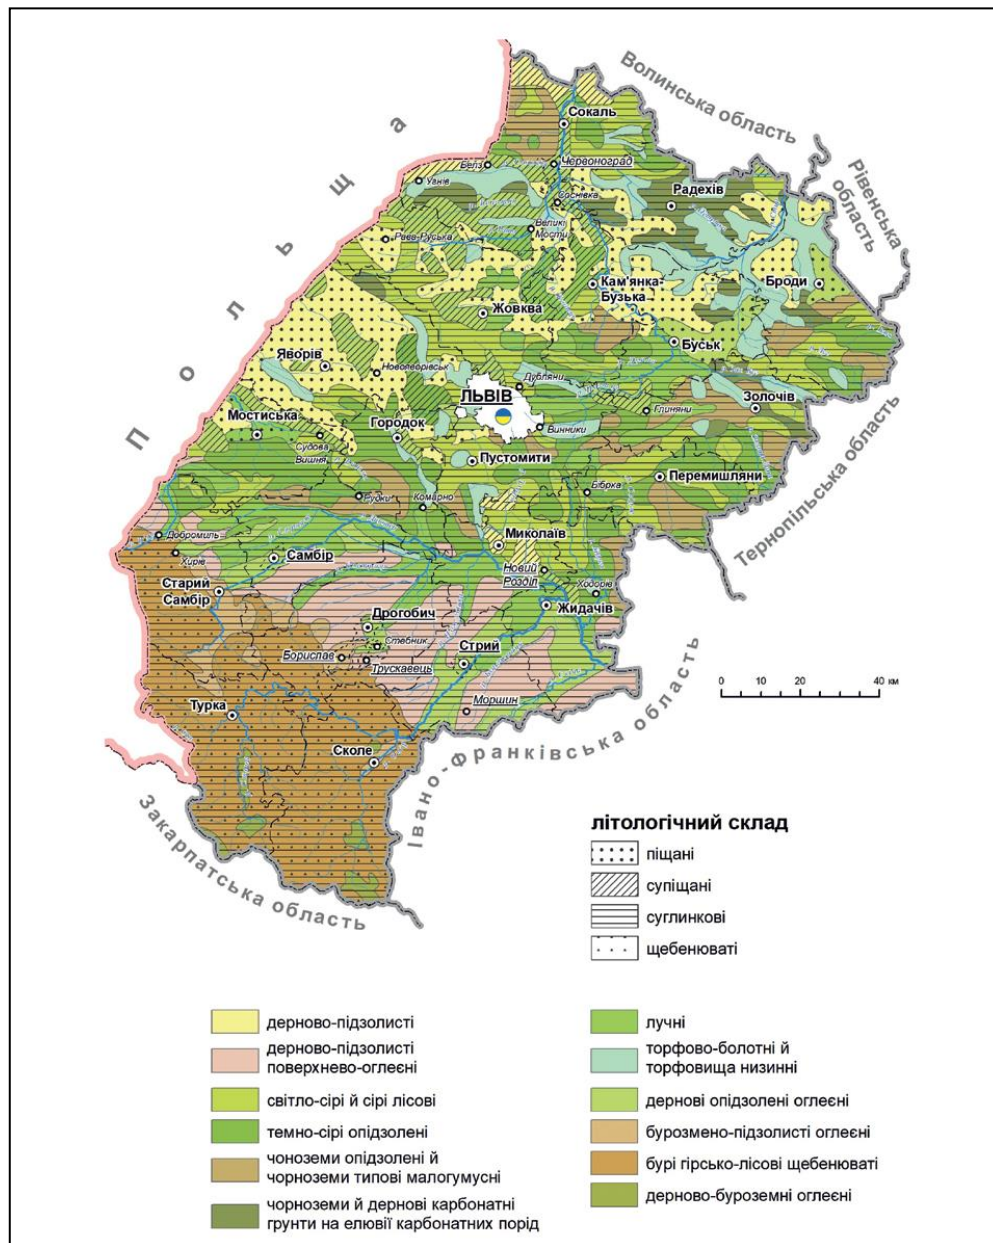 Польща
Волинська область
Рівенська
область
Сокаль
Белз
Червоноград
Угнів
Соснівка
Радехів
Великі
Мости
Рава-Руська
Кам'янка-
Бузька
Броди
Жовква
Буськ
Яворів
Новояворівськ
Дубляни
ЛЬВІВ
Золочів
Глиняни
Мостиська
Городок
Винники
Судова
Вишня
Пустомити
Перемишляни
Бібрка
Рудки
Комарно
Тернопільська область
Добромиль
Миколаїв
Хирів
Самбір
Новий
Розділ
Ходорів
Старий
Самбір
Жидачів
Дрогобич
Стебник
Стрий
Борислав
Трускавець
Моршин
Турка
Сколе
0 10 20 40 км
Івано-Франківська область
Закарпатська область
літологічний склад
піщані
супіщані
суглинкові
щебенюваті
дерново-підзолисті
дерново-підзолисті
поверхнево-оглеєні
світло-сірі й сірі лісові
темно-сірі опідзолені
чоноземи опідзолені й
чорноземи типові малогумусні
чорноземи й дернові карбонатні
грунти на елювії карбонатних порід
лучні
торфово-болотні й
торфовища низинні
дернові опідзолені оглеєні
бурозмено-підзолисті оглеєні
бурі гірсько-лісові щебенюваті
дерново-буроземні оглеєні